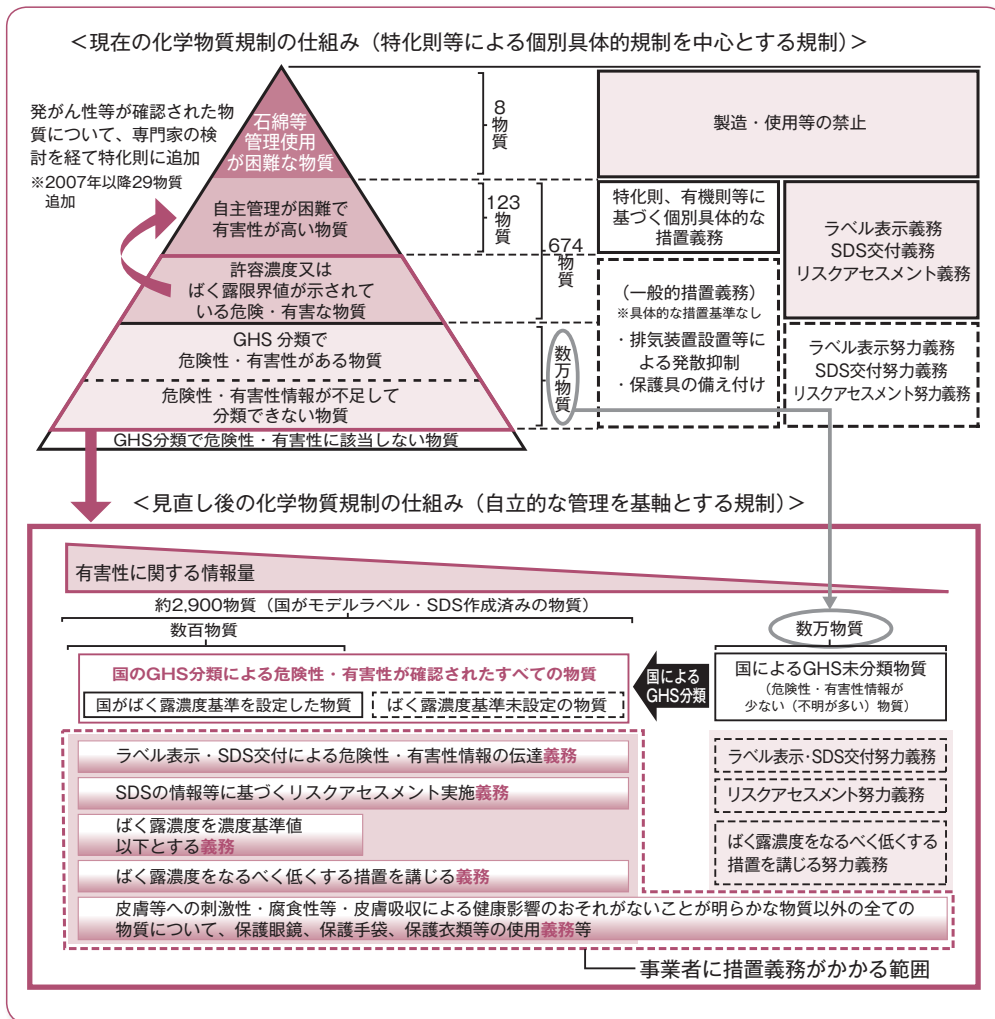 ＜現在の化学物質規制の仕組み（特化則等による個別具体的規制を中心とする規制）＞
発がん性等が確認された物
質について、専門家の検
討を経て特化則に追加
※2007年以降29物質
追加
石綿等
管理使用
が困難な物質
自主管理が困難で
有害性が高い物質
許容濃度又は
ばく露限界値が示されて
いる危険・有害な物質
GHS 分類で
危険性・有害性がある物質
危険性・有害性情報が不足して
分類できない物質
GHS分類で危険性・有害性に該当しない物質
8物質
123物質
674物質
数万物質
製造・使用等の禁止
特化則、有機則等に
基づく個別具体的な
措置義務
（一般的措置義務）
※具体的な措置基準なし
・排気装置設置等に
よる発散抑制
・保護具の備え付け
ラベル表示義務
SDS交付義務
リスクアセスメント義務
ラベル表示努力義務
SDS交付努力義務
リスクアセスメント努力義務
＜見直し後の化学物質規制の仕組み（自立的な管理を基軸とする規制）＞
有害性に関する情報量
約2,900物質（国がモデルラベル・SDS作成済みの物質）
数百物質
数万物質
国のGHS分類による危険性・有害性が確認されたすべての物質
国がばく露濃度基準を設定した物質
ばく露濃度基準未設定の物質
国による
GHS分類
国によるGHS未分類物質
（危険性・有害性情報が
少ない（不明が多い）物質）
ラベル表示・SDS交付による危険性・有害性情報の伝達義務
SDSの情報等に基づくリスクアセスメント実施義務
ばく露濃度を濃度基準値
以下とする義務
ばく露濃度をなるべく低くする措置を講じる義務
皮膚等への刺激性・腐食性等・皮膚吸収による健康影響のおそれがないことが明らかな物質以外の全ての
物質について、保護眼鏡、保護手袋、保護衣類等の使用義務等
ラベル表示・SDS交付努力義務
リスクアセスメント努力義務
ばく露濃度をなるべく低くする
措置を講じる努力義務
事業者に措置義務がかかる範囲